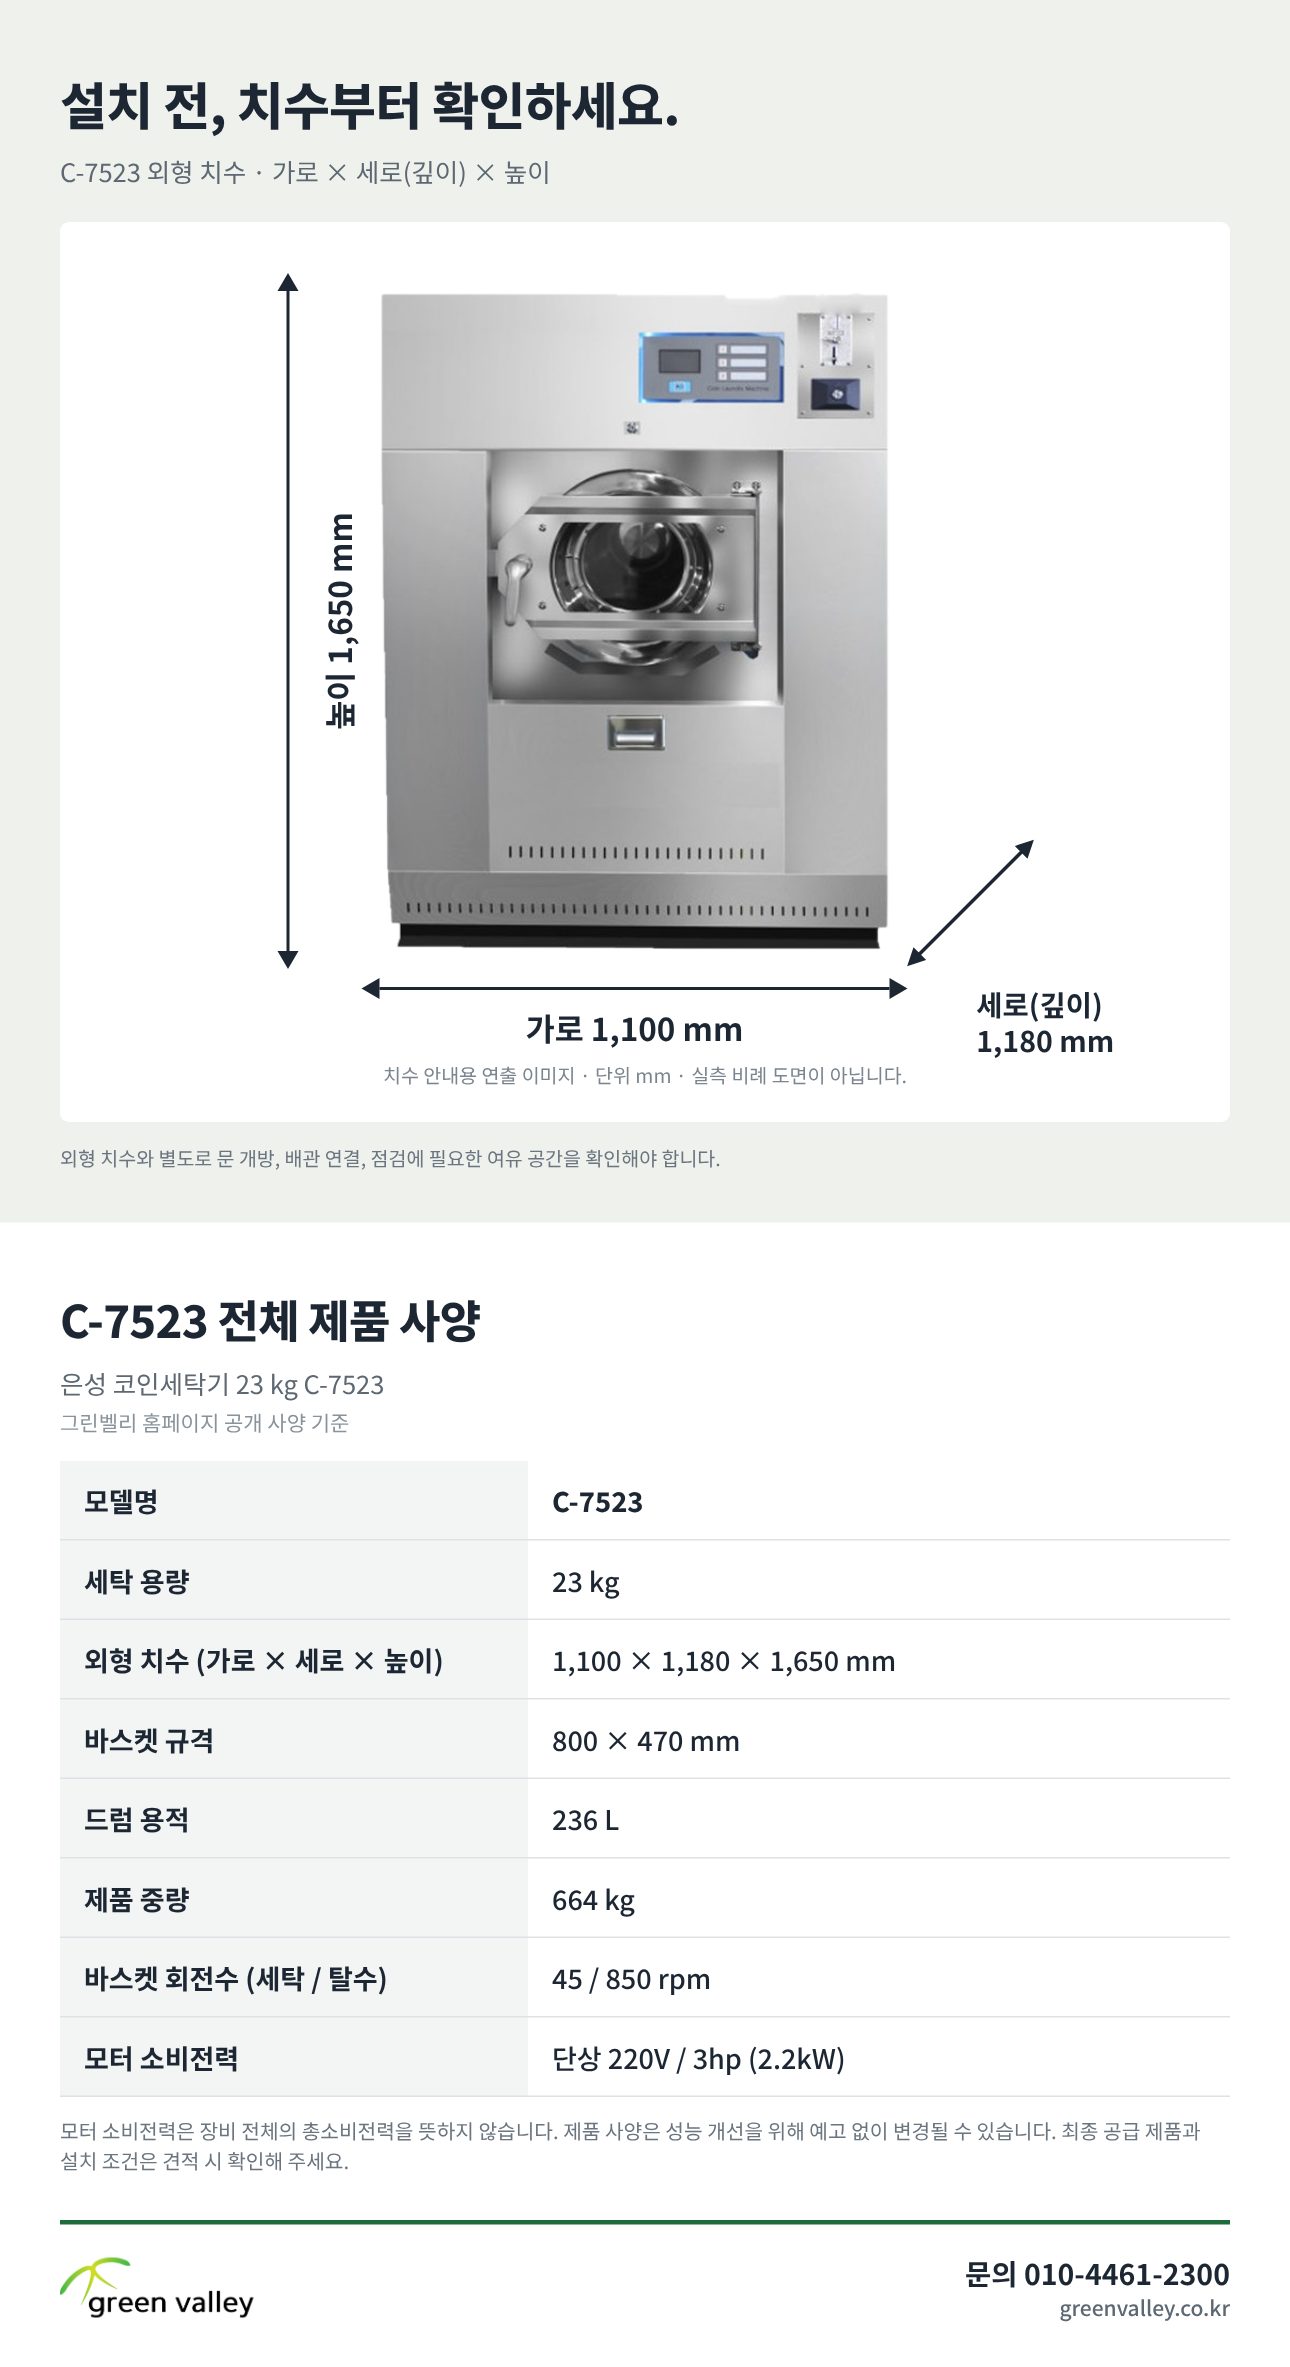 설치 전, 치수부터 확인하세요.
C-7523 외형 치수 · 가로 × 세로(깊이) × 높이
높이 1,650 mm
가로 1,100 mm
세로(깊이)
1,180 mm
치수 안내용 연출 이미지 · 단위 mm · 실측 비례 도면이 아닙니다.
외형 치수와 별도로 문 개방, 배관 연결, 점검에 필요한 여유 공간을 확인해야 합니다.
C-7523 전체 제품 사양
은성 코인세탁기 23 kg C-7523
그린벨리 홈페이지 공개 사양 기준
모델명 C-7523
세탁 용량 23 kg
외형 치수 (가로 × 세로 × 높이) 1,100 × 1,180 × 1,650 mm
바스켓 규격 800 × 470 mm
드럼 용적 236 L
제품 중량 664 kg
바스켓 회전수 (세탁 / 탈수) 45 / 850 rpm
모터 소비전력 단상 220V / 3hp (2.2kW)
모터 소비전력은 장비 전체의 총소비전력을 뜻하지 않습니다. 제품 사양은 성능 개선을 위해 예고 없이 변경될 수 있습니다. 최종 공급 제품과
설치 조건은 견적 시 확인해 주세요.
green valley
문의 010-4461-2300
greenvalley.co.kr